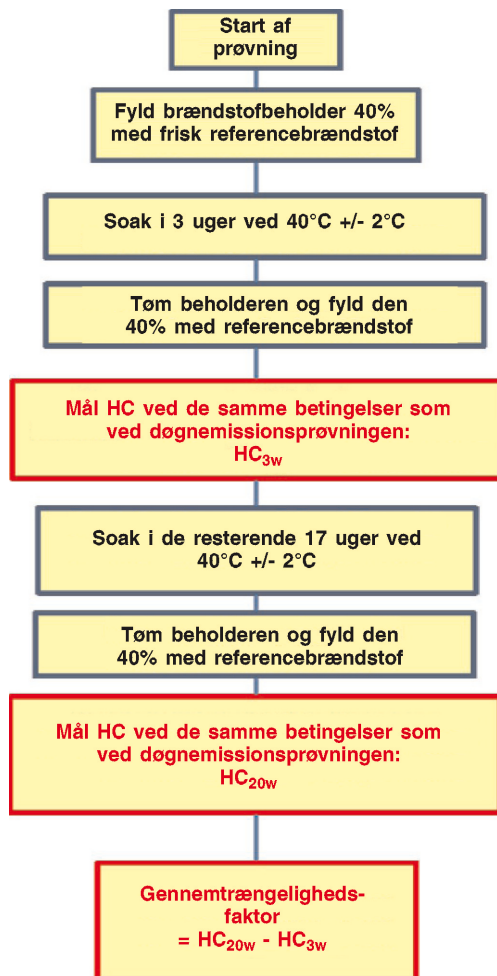 Start af
prøvning
Fyld brændstofbeholder 40%
med frisk referencebrændstof
Soak i 3 uger ved 40°C +/- 2°C
Tøm beholderen og fyld den
40% med referencebrændstof
Mål HC ved de samme betingelser som
ved døgnemissionsprøvningen:
HC3w
Soak i de resterende 17 uger ved
40°C +/- 2°C
Tøm beholderen og fyld den
40% med referencebrændstof
Mål HC ved de samme betingelser som
ved døgnemissionsprøvningen:
HC20w
Gennemtrængeligheds-
faktor
= HC20w - HC3w